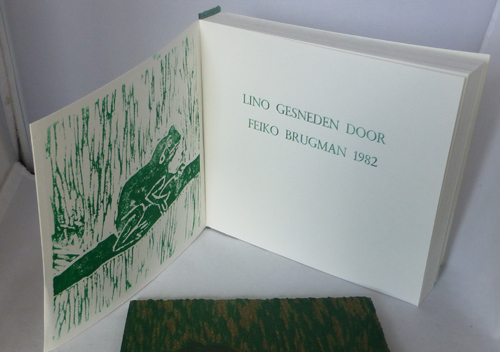 LINO GESNEDEN DOOR
FEIKO BRUGMAN 1982